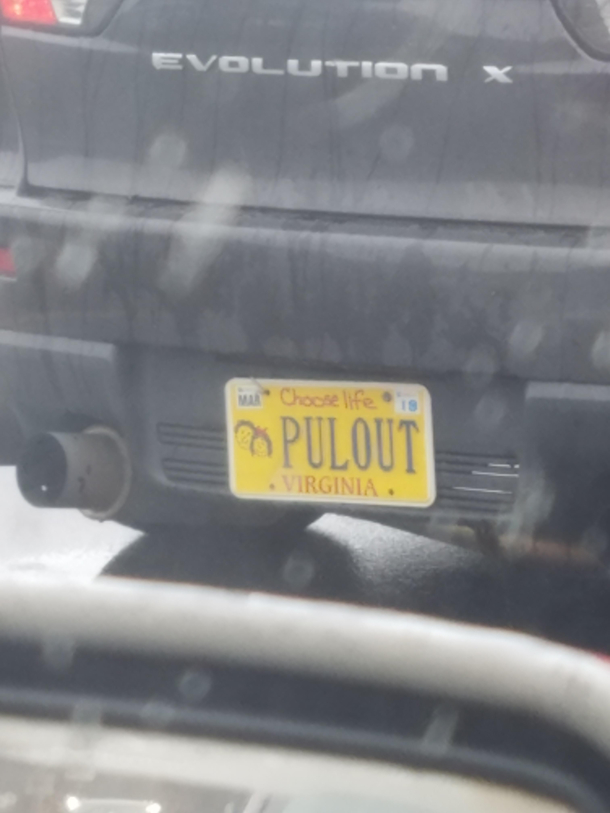 EVOLUTION X
MAR Choose life 19
PULOUT
VIRGINIA